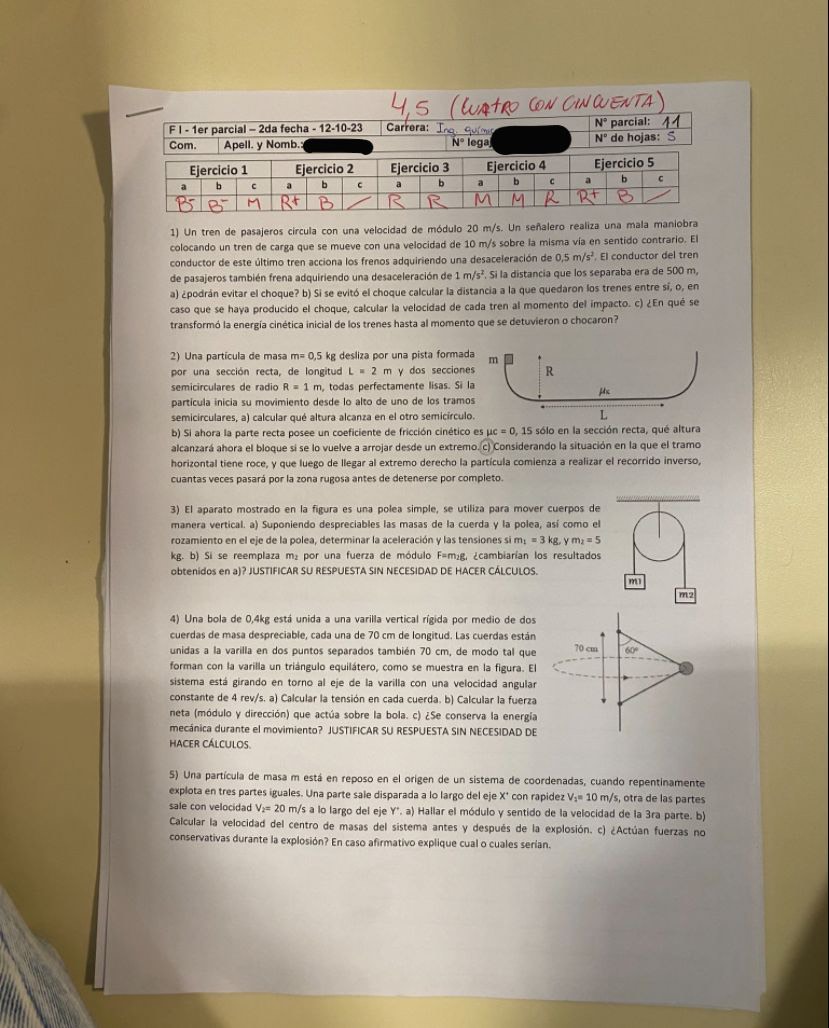 4,5 (CUATRO CON CINCUENTA)
F I - 1er parcial – 2da fecha - 12-10-23 Carrera: Ing. Nº parcial: 11
Com. Apell. y Nomb.: Nº lega Nº de hojas: 5
Ejercicio 1 Ejercicio 2 Ejercicio 3 Ejercicio 4 Ejercicio 5
a b c a b c a b a b c a b c
B- B- M R+ B / R R M M R R+ B /
1) Un tren de pasajeros circula con una velocidad de módulo 20 m/s. Un señalero realiza una mala maniobra
colocando un tren de carga que se mueve con una velocidad de 10 m/s sobre la misma vía en sentido contrario. El
conductor de este último tren acciona los frenos adquiriendo una desaceleración de 0,5 m/s². El conductor del tren
de pasajeros también frena adquiriendo una desaceleración de 1 m/s². Si la distancia que los separaba era de 500 m,
a) ¿podrán evitar el choque? b) Si se evitó el choque calcular la distancia a la que quedaron los trenes entre sí, o, en
caso que se haya producido el choque, calcular la velocidad de cada tren al momento del impacto. c) ¿En qué se
transformó la energía cinética inicial de los trenes hasta al momento que se detuvieron o chocaron?
2) Una partícula de masa m= 0,5 kg desliza por una pista formada
por una sección recta, de longitud L = 2 m y dos secciones
semicirculares de radio R = 1 m, todas perfectamente lisas. Si la
partícula inicia su movimiento desde lo alto de uno de los tramos
semicirculares, a) calcular qué altura alcanza en el otro semicírculo.
m
R
μκ
L
b) Si ahora la parte recta posee un coeficiente de fricción cinético es μc = 0, 15 sólo en la sección recta, qué altura
alcanzará ahora el bloque si se lo vuelve a arrojar desde un extremo. c) Considerando la situación en la que el tramo
horizontal tiene roce, y que luego de llegar al extremo derecho la partícula comienza a realizar el recorrido inverso,
cuantas veces pasará por la zona rugosa antes de detenerse por completo.
3) El aparato mostrado en la figura es una polea simple, se utiliza para mover cuerpos de
manera vertical. a) Suponiendo despreciables las masas de la cuerda y la polea, así como el
rozamiento en el eje de la polea, determinar la aceleración y las tensiones si m₁ = 3 kg, y m₂ = 5
kg. b) Si se reemplaza m₂ por una fuerza de módulo F=m₂g, ¿cambiarían los resultados
obtenidos en a)? JUSTIFICAR SU RESPUESTA SIN NECESIDAD DE HACER CÁLCULOS.
m1
m2
4) Una bola de 0,4kg está unida a una varilla vertical rígida por medio de dos
cuerdas de masa despreciable, cada una de 70 cm de longitud. Las cuerdas están
unidas a la varilla en dos puntos separados también 70 cm, de modo tal que
forman con la varilla un triángulo equilátero, como se muestra en la figura. El
sistema está girando en torno al eje de la varilla con una velocidad angular
constante de 4 rev/s. a) Calcular la tensión en cada cuerda. b) Calcular la fuerza
neta (módulo y dirección) que actúa sobre la bola. c) ¿Se conserva la energía
mecánica durante el movimiento? JUSTIFICAR SU RESPUESTA SIN NECESIDAD DE
HACER CÁLCULOS.
70 cm
60°
5) Una partícula de masa m está en reposo en el origen de un sistema de coordenadas, cuando repentinamente
explota en tres partes iguales. Una parte sale disparada a lo largo del eje X⁺ con rapidez V₁= 10 m/s, otra de las partes
sale con velocidad V₂= 20 m/s a lo largo del eje Y⁺. a) Hallar el módulo y sentido de la velocidad de la 3ra parte. b)
Calcular la velocidad del centro de masas del sistema antes y después de la explosión. c) ¿Actúan fuerzas no
conservativas durante la explosión? En caso afirmativo explique cual o cuales serían.